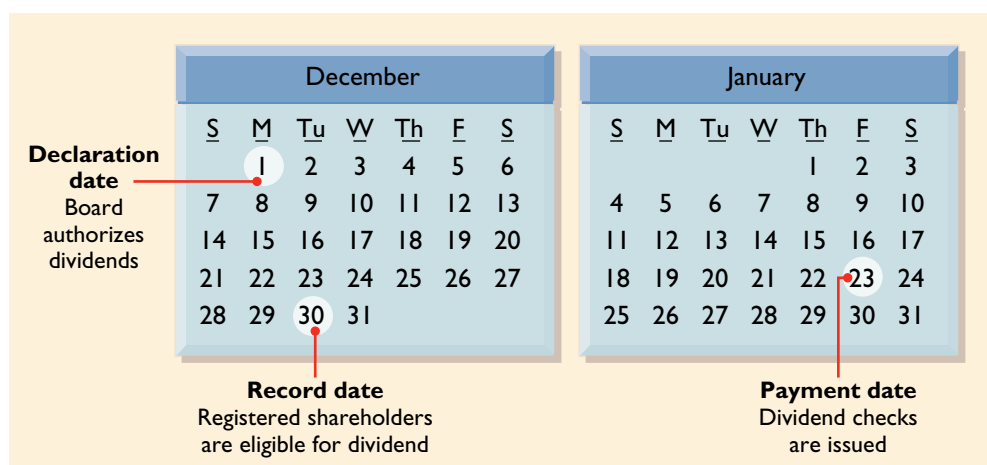 December
S M Tu W Th F S
1 2 3 4 5 6
7 8 9 10 11 12 13
14 15 16 17 18 19 20
21 22 23 24 25 26 27
28 29 30 31
January
S M Tu W Th F S
1 2 3
4 5 6 7 8 9 10
11 12 13 14 15 16 17
18 19 20 21 22 23 24
25 26 27 28 29 30 31
Declaration
date
Board
authorizes
dividends
Record date
Registered shareholders
are eligible for dividend
Payment date
Dividend checks
are issued